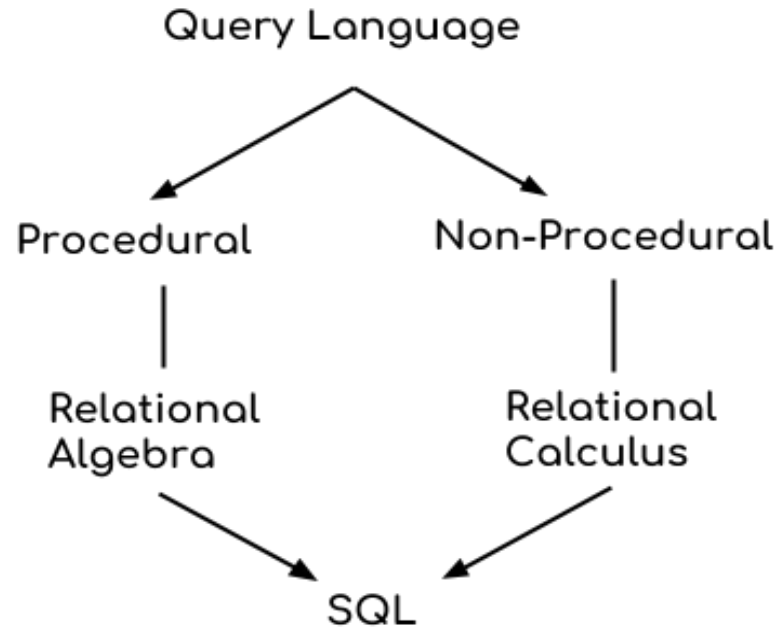 Query Language
Procedural
Non-Procedural
Relational
Algebra
Relational
Calculus
SQL